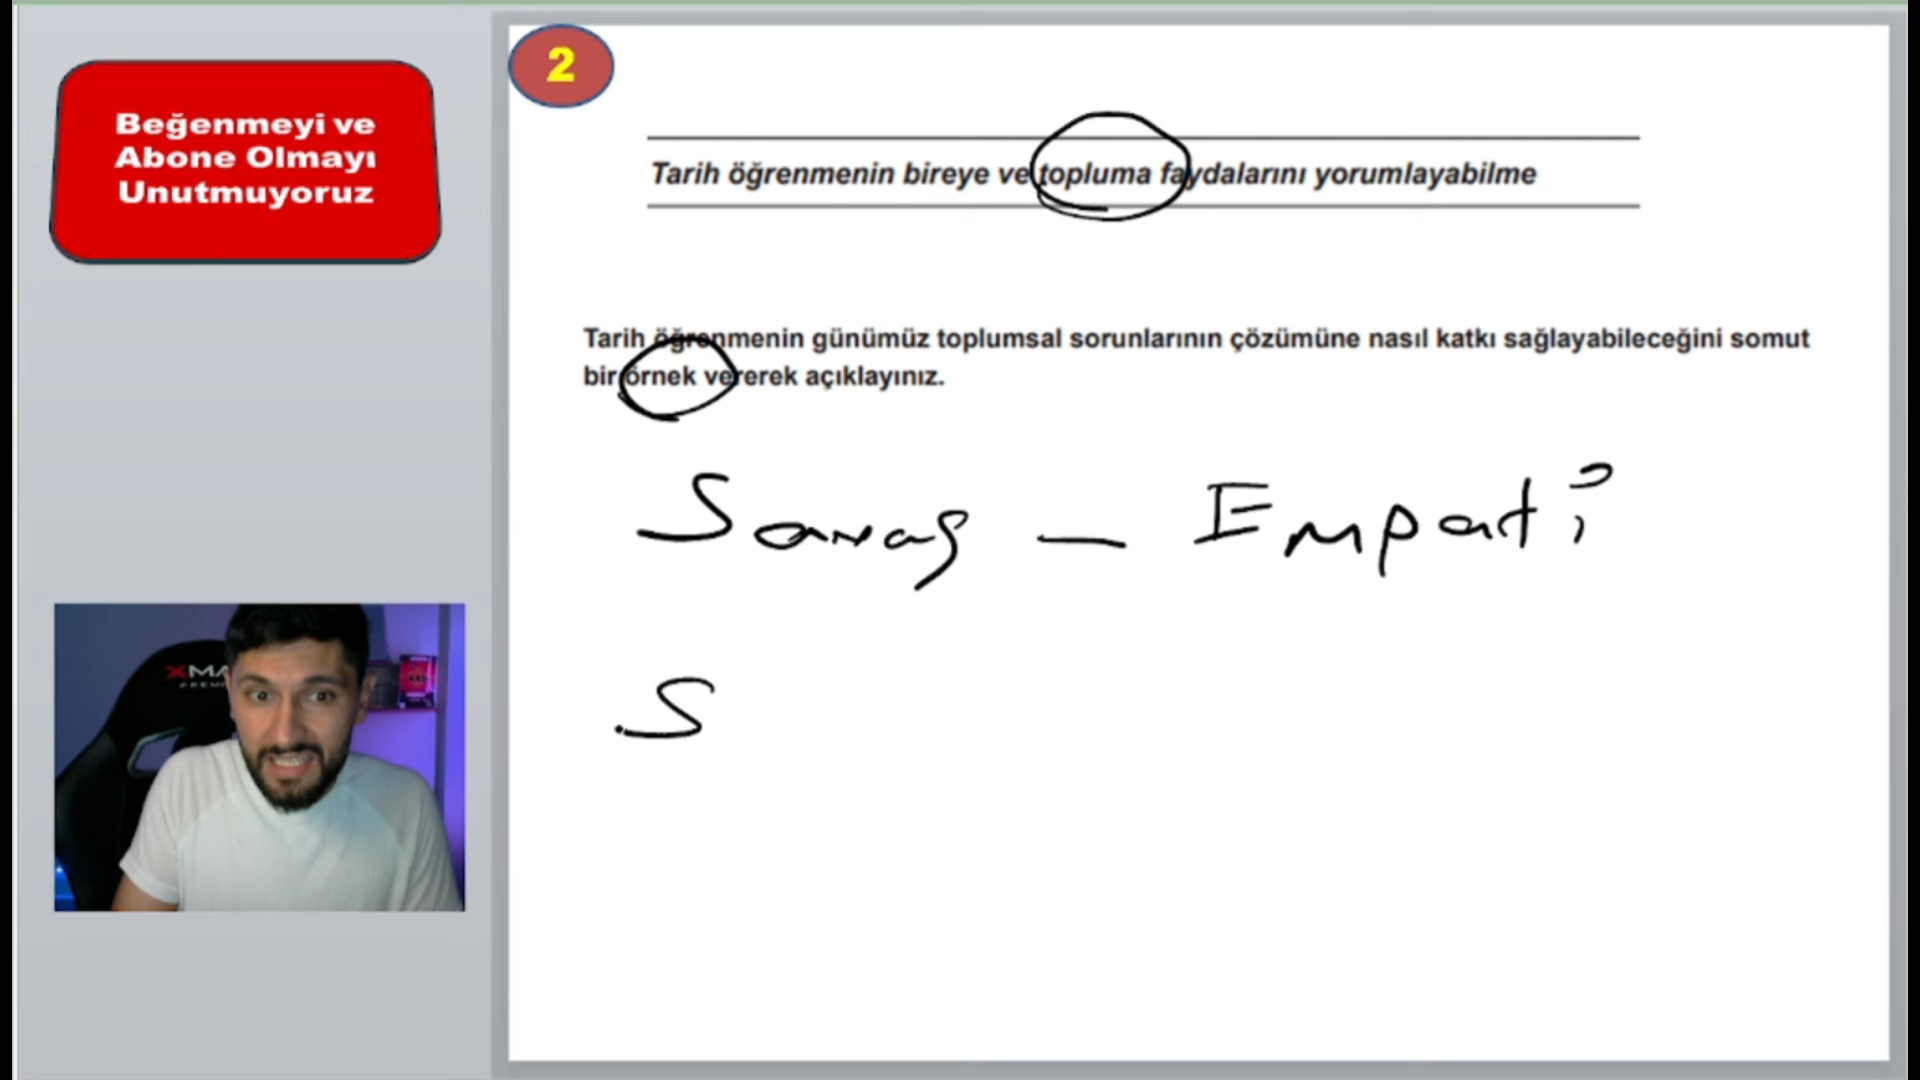 Beğenmeyi ve
Abone Olmayı
Unutmuyoruz
2
Tarih öğrenmenin bireye ve topluma faydalarını yorumlayabilme
Tarih öğrenmenin günümüz toplumsal sorunlarının çözümüne nasıl katkı sağlayabileceğini somut
bir örnek vererek açıklayınız.
Savaş - Empati
S
XMA